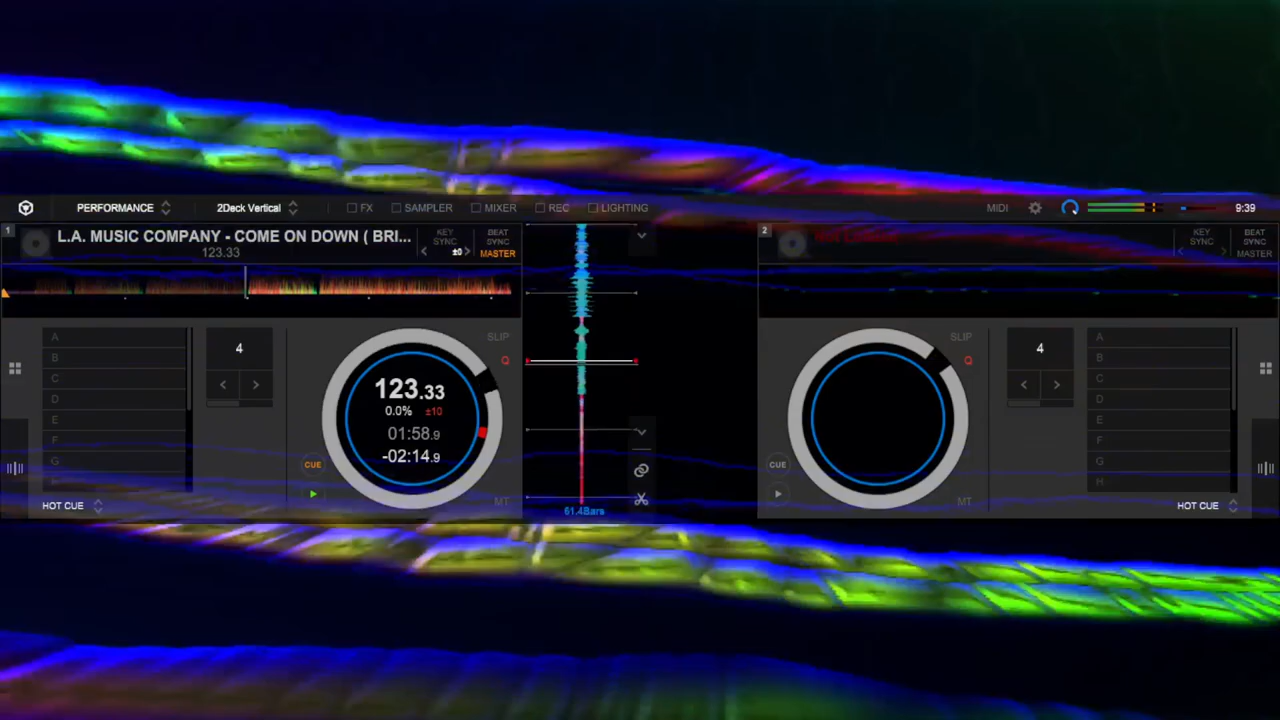 PERFORMANCE 2Deck Vertical FX SAMPLER MIXER REC LIGHTING MIDI 9:39
1 L.A. MUSIC COMPANY - COME ON DOWN ( BRI...
123.33
KEY SYNC
±0
BEAT SYNC
MASTER
2
KEY SYNC
BEAT SYNC
MASTER
A
B
C
D
E
F
G
HOT CUE
4
SLIP
Q
123.33
0.0% ±10
01:58.9
-02:14.9
CUE
MT
61.4Bars
SLIP
Q
CUE
MT
4
A
B
C
D
E
F
G
H
HOT CUE